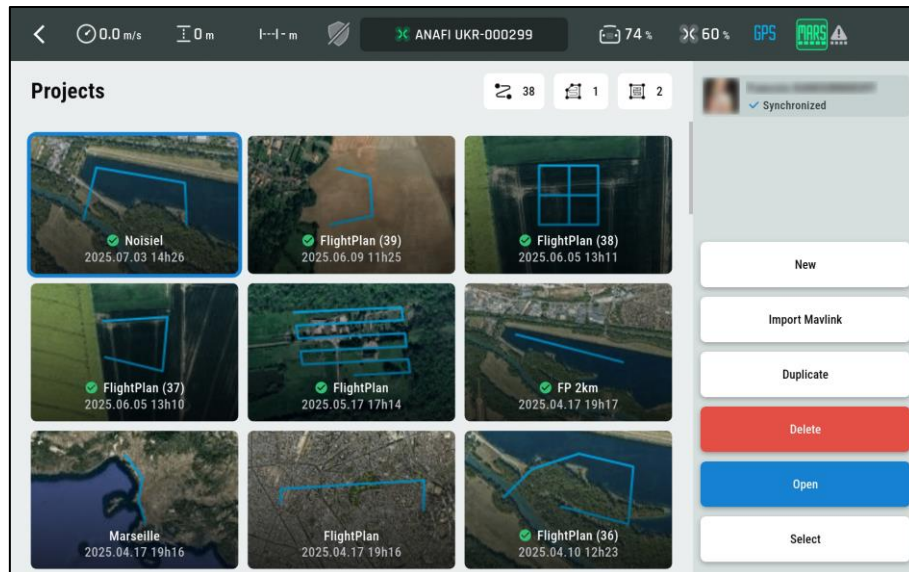 0.0 m/s
0 m
I---I - m
ANAFI UKR-000299
74 %
60 %
GPS
MARS
Projects
38
1
2
Synchronized
Noisiel
2025.07.03 14h26
FlightPlan (39)
2025.06.09 11h25
FlightPlan (38)
2025.06.05 13h11
FlightPlan (37)
2025.06.05 13h10
FlightPlan
2025.05.17 17h14
FP 2km
2025.04.17 19h17
Marseille
2025.04.17 19h16
FlightPlan
2025.04.17 19h16
FlightPlan (36)
2025.04.10 12h23
New
Import Mavlink
Duplicate
Delete
Open
Select